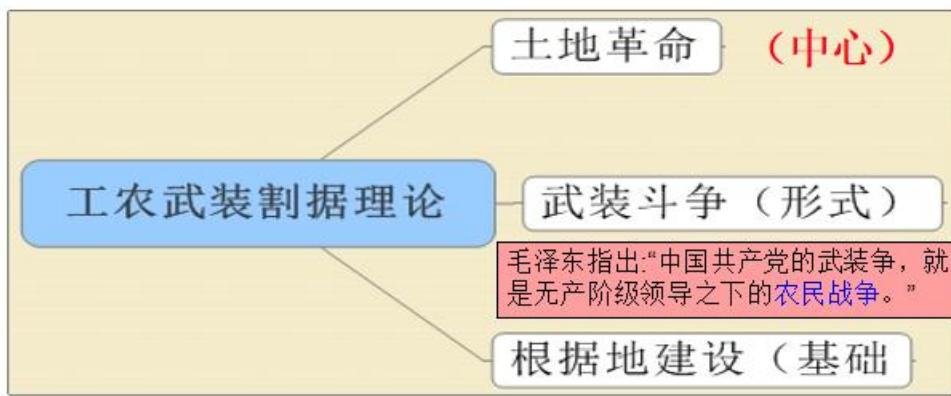 土地革命 （中心）
工农武装割据理论
武装斗争（形式）
毛泽东指出:“中国共产党的武装争，就
是无产阶级领导之下的农民战争。”
根据地建设（基础